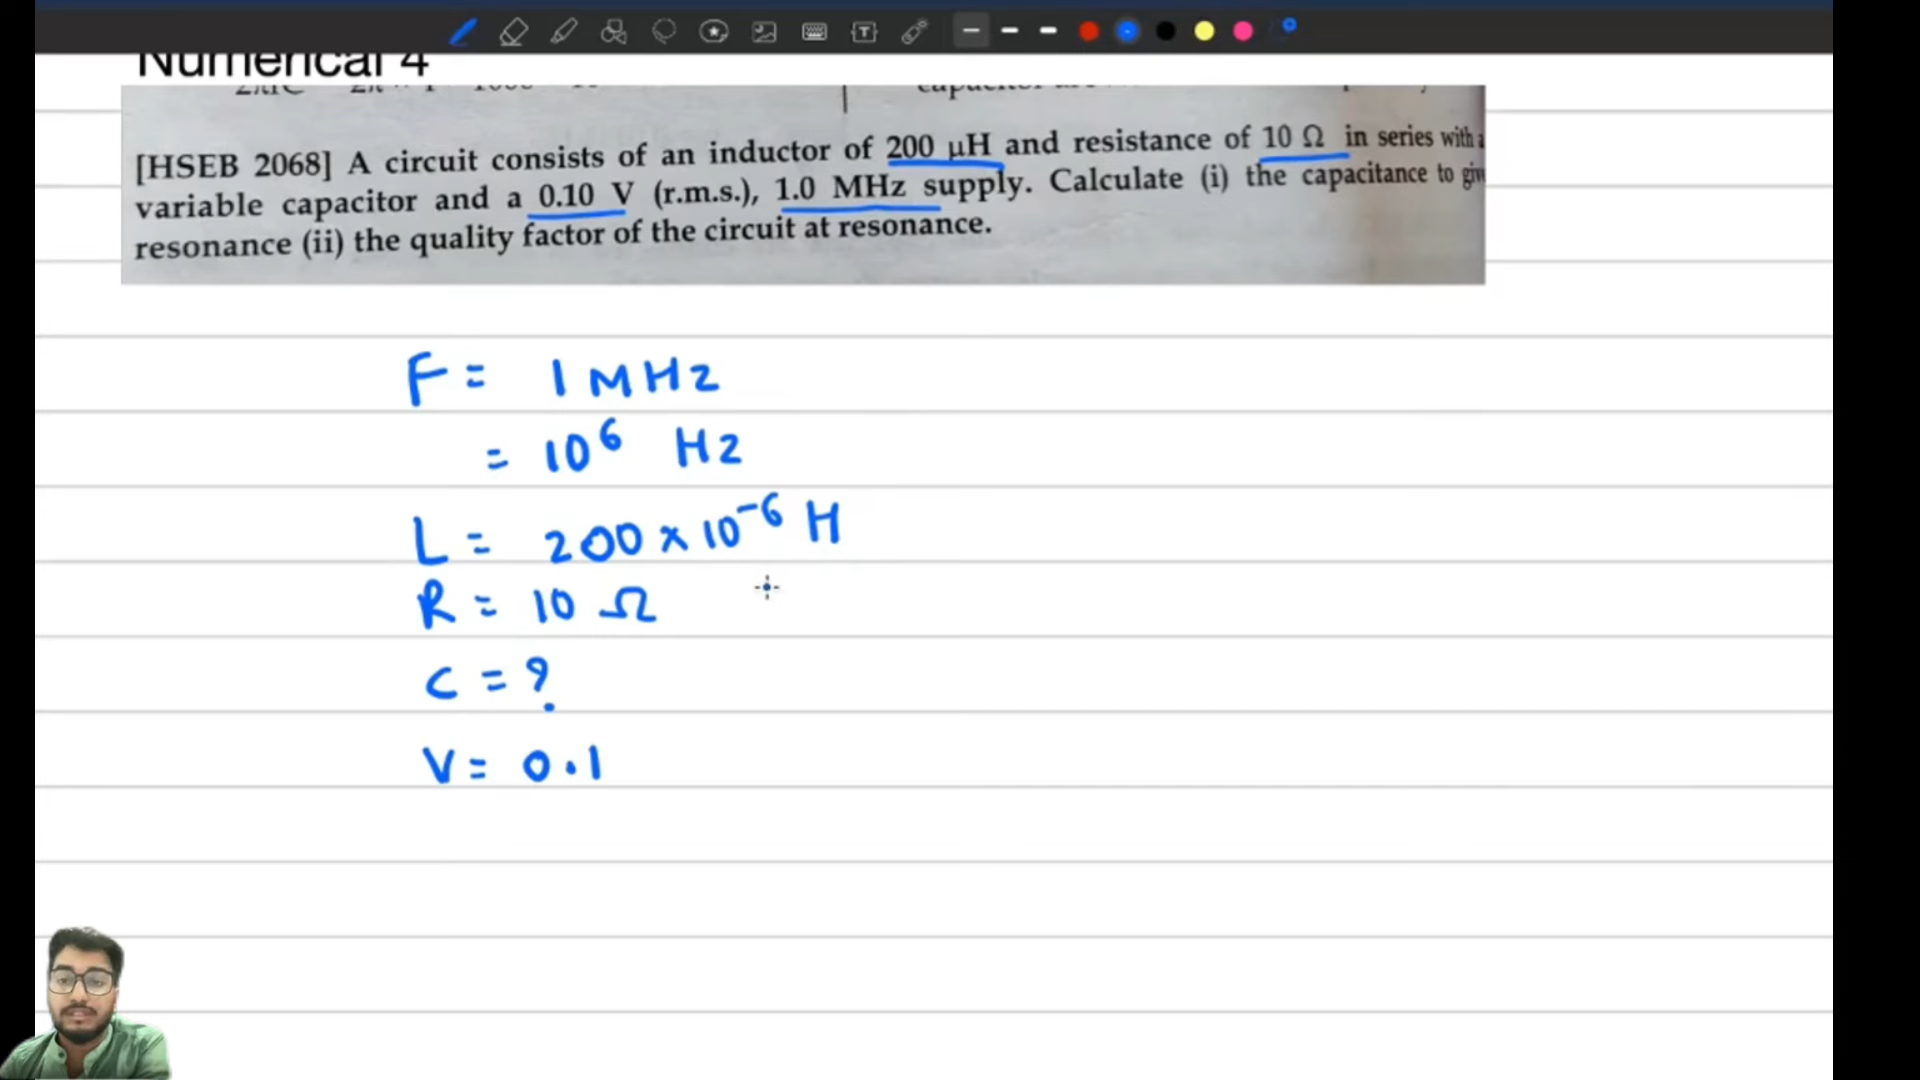 Numerical 4
[HSEB 2068] A circuit consists of an inductor of 200 μH and resistance of 10 Ω in series with a
variable capacitor and a 0.10 V (r.m.s.), 1.0 MHz supply. Calculate (i) the capacitance to giv
resonance (ii) the quality factor of the circuit at resonance.
F = 1 MHz
= 10⁶ Hz
L = 200 × 10⁻⁶ H
R = 10 Ω
C = ?
V = 0.1